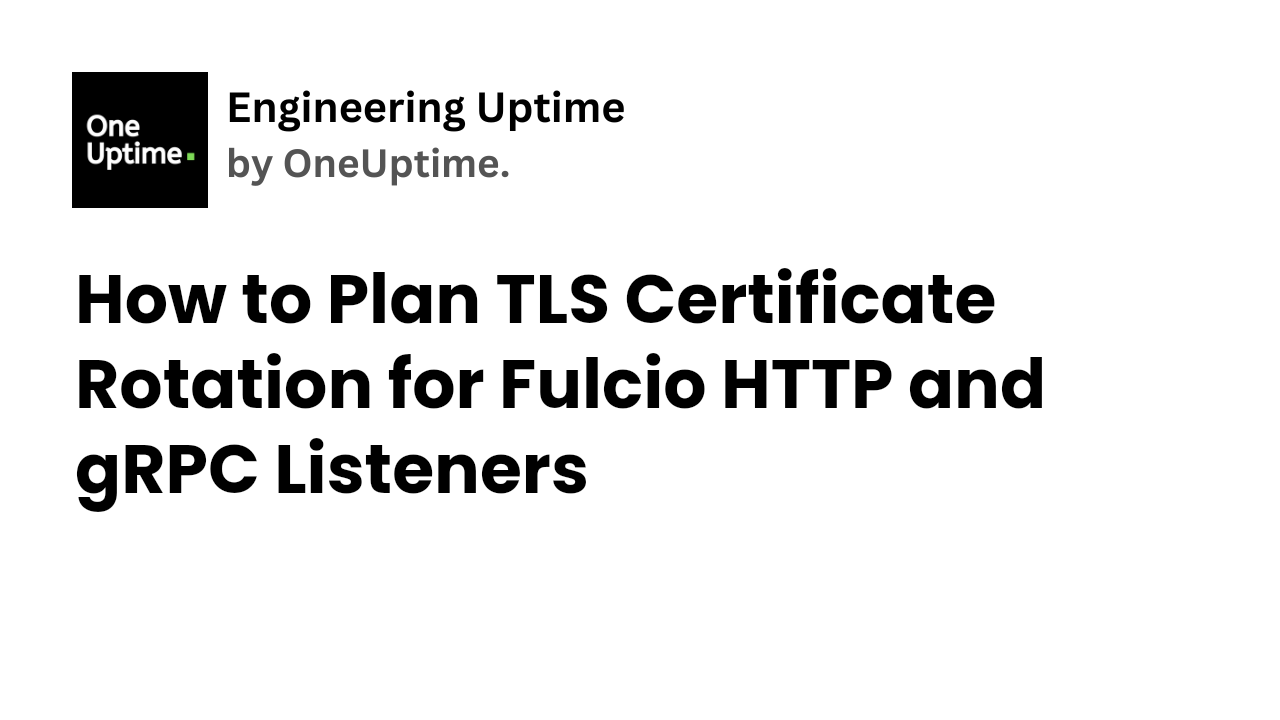 One
Uptime.
Engineering Uptime
by OneUptime.
How to Plan TLS Certificate
Rotation for Fulcio HTTP and
gRPC Listeners